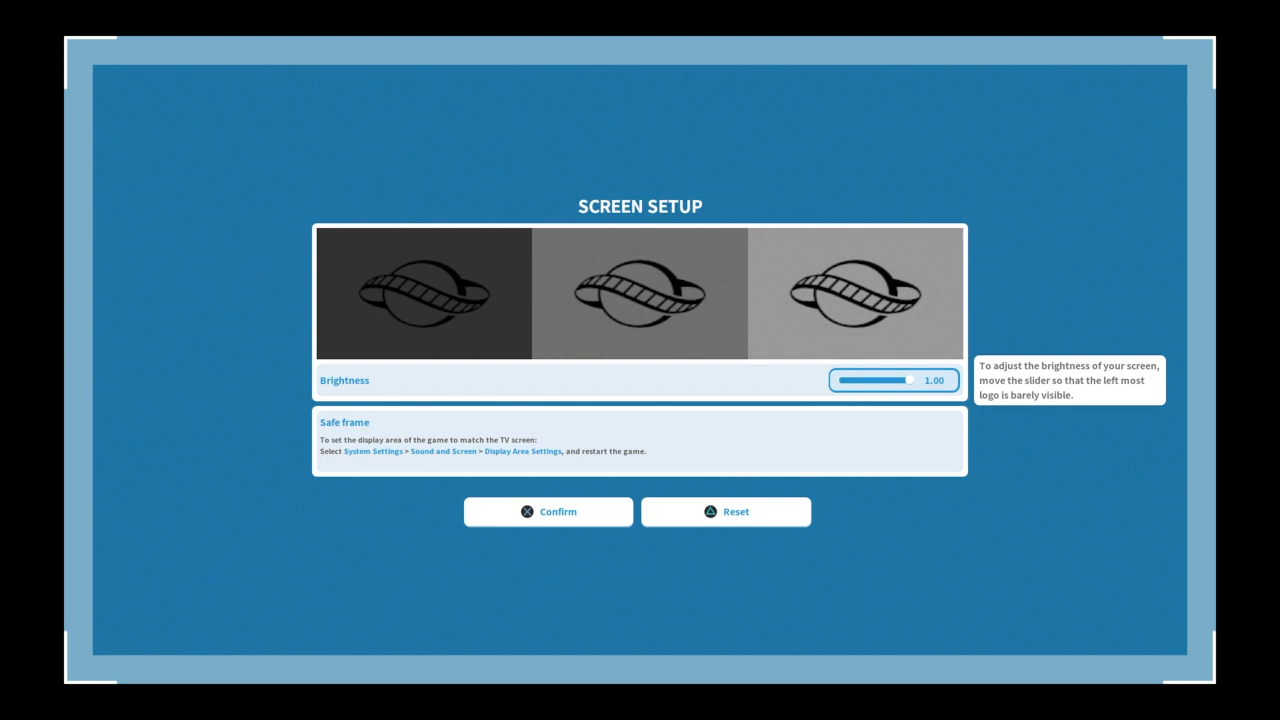 SCREEN SETUP
Brightness
1.00
To adjust the brightness of your screen,
move the slider so that the left most
logo is barely visible.
Safe frame
To set the display area of the game to match the TV screen:
Select System Settings > Sound and Screen > Display Area Settings, and restart the game.
Confirm
Reset